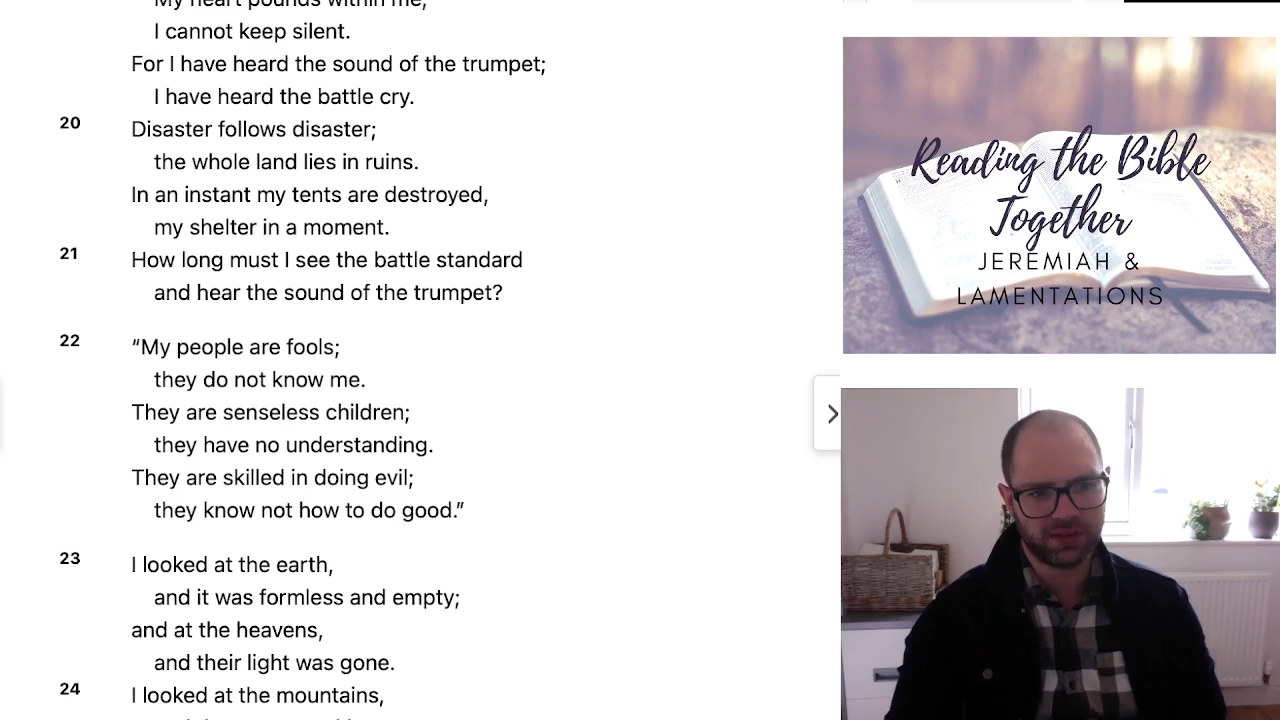 My heart pounds within me,
I cannot keep silent.
For I have heard the sound of the trumpet;
I have heard the battle cry.
20 Disaster follows disaster;
the whole land lies in ruins.
In an instant my tents are destroyed,
my shelter in a moment.
21 How long must I see the battle standard
and hear the sound of the trumpet?
22 “My people are fools;
they do not know me.
They are senseless children;
they have no understanding.
They are skilled in doing evil;
they know not how to do good.”
23 I looked at the earth,
and it was formless and empty;
and at the heavens,
and their light was gone.
24 I looked at the mountains,
Reading the Bible
Together
JEREMIAH &
LAMENTATIONS